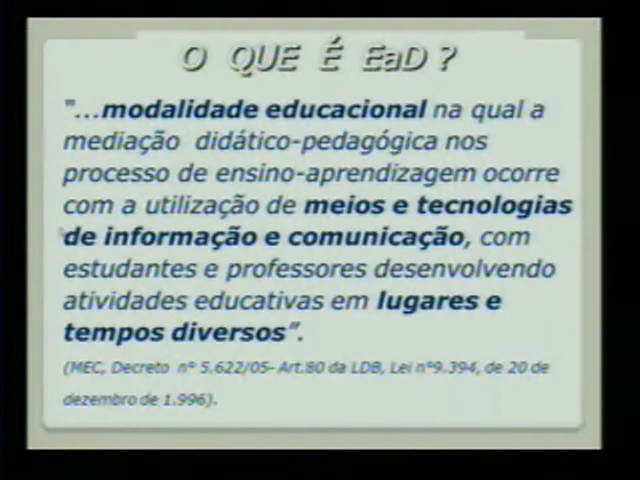 O QUE É EaD ?
"...modalidade educacional na qual a
mediação didático-pedagógica nos
processo de ensino-aprendizagem ocorre
com a utilização de meios e tecnologias
de informação e comunicação, com
estudantes e professores desenvolvendo
atividades educativas em lugares e
tempos diversos”.
(MEC, Decreto nº 5.622/05- Art.80 da LDB, Lei nº9.394, de 20 de
dezembro de 1.996).